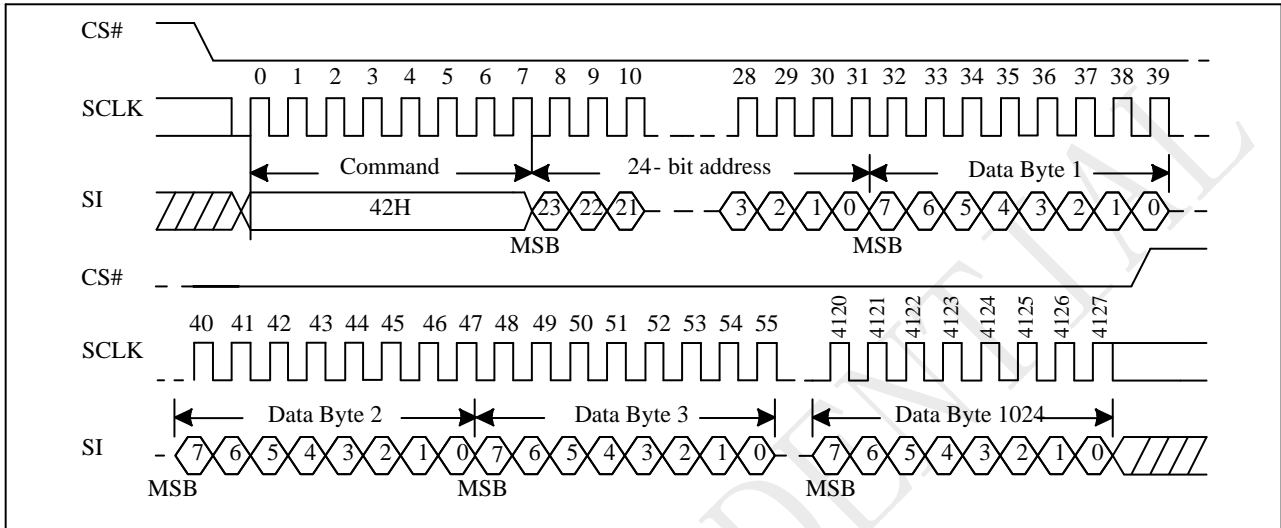 CS#
0 1 2 3 4 5 6 7 8 9 10 28 29 30 31 32 33 34 35 36 37 38 39
SCLK
Command 24- bit address Data Byte 1
SI 42H 23 22 21 3 2 1 0 7 6 5 4 3 2 1 0
MSB MSB
CS#
40 41 42 43 44 45 46 47 48 49 50 51 52 53 54 55 4120 4121 4122 4123 4124 4125 4126 4127
SCLK
Data Byte 2 Data Byte 3 Data Byte 1024
SI 7 6 5 4 3 2 1 0 7 6 5 4 3 2 1 0 7 6 5 4 3 2 1 0
MSB MSB MSB
DENTIAL